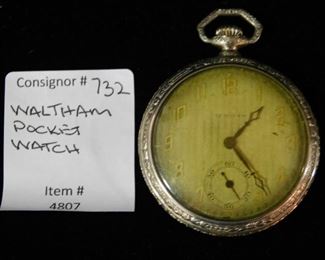 Consignor # 732
WALTHAM
POCKET
WATCH
Item #
4807